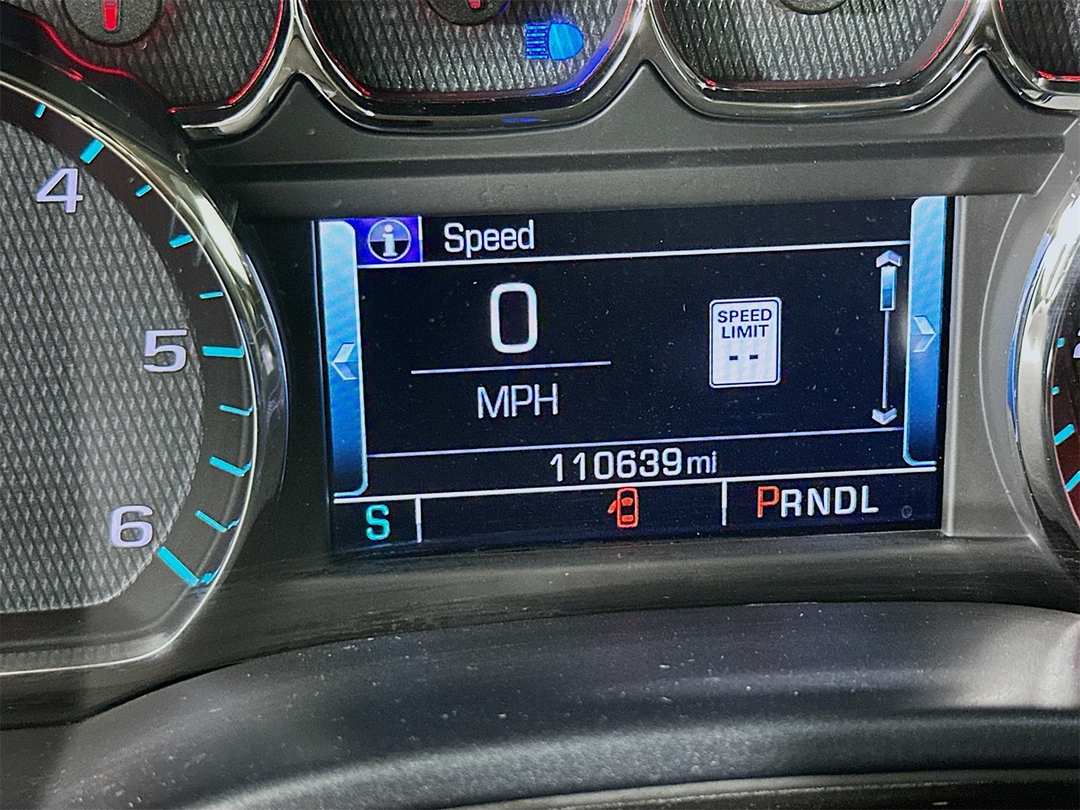 4
5
6
i Speed
0
MPH
SPEED
LIMIT
--
110639mi
S
PRNDL